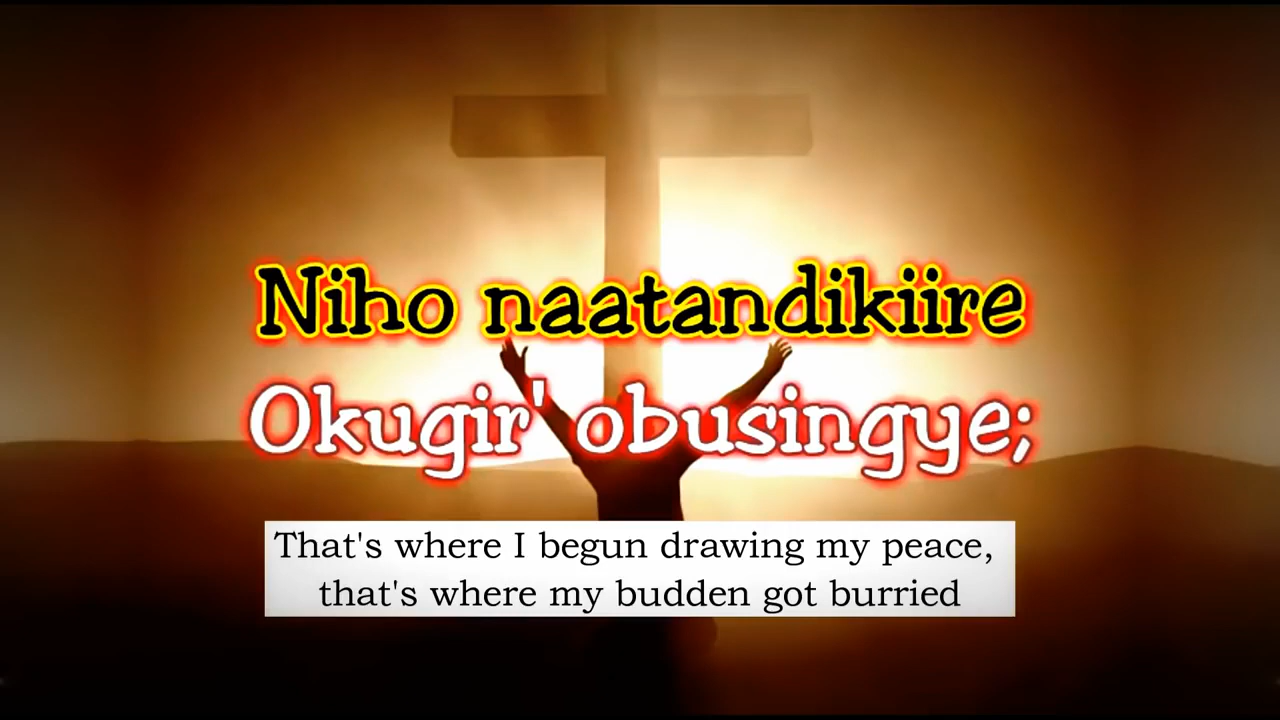 Niho naatandikiire
Okugir' obusingye;
That's where I begun drawing my peace,
that's where my budden got burried